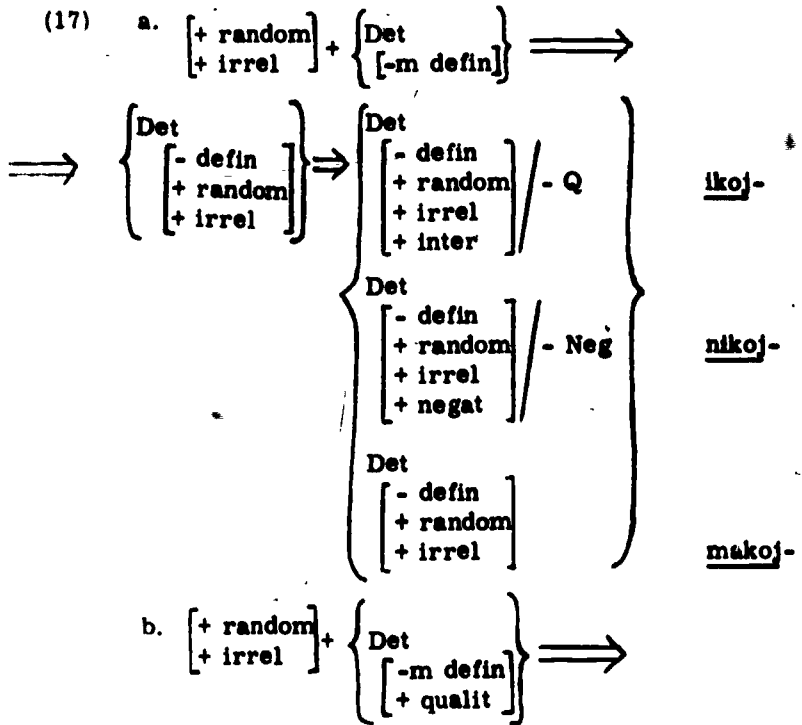 (17) a. [+ random + { Det ⟹
+ irrel] [-m defin] }
⟹ { Det ⇒ { Det
[- defin [- defin
+ random + random / - Q ikoj-
+ irrel] } + irrel
+ inter]
Det
[- defin
+ random / - Neg nikoj-
+ irrel
+ negat]
Det
[- defin
+ random
+ irrel] } makoj-
b. [+ random + { Det ⟹
+ irrel] [-m defin
+ qualit] }